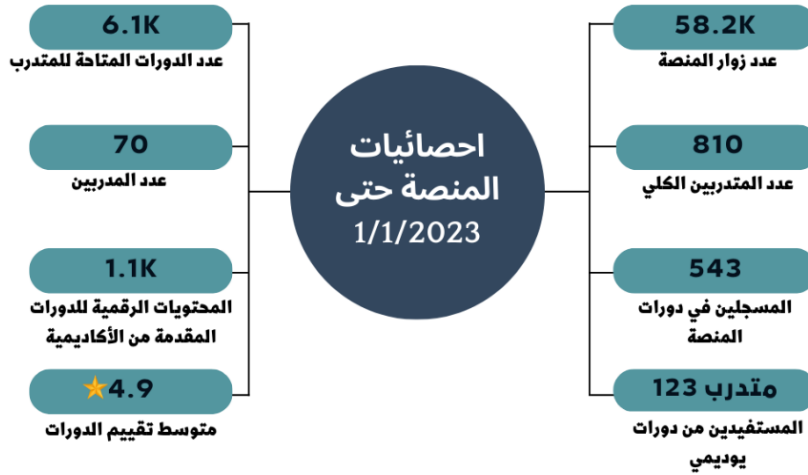 58.2K
عدد زوار المنصة
810
عدد المتدربين الكلي
543
المسجلين في دورات
المنصة
123 متدرب
المستفيدين من دورات
يوديمي
احصائيات
المنصة حتى
1/1/2023
6.1K
عدد الدورات المتاحة للمتدرب
70
عدد المدربين
1.1K
المحتويات الرقمية للدورات
المقدمة من الأكاديمية
4.9
متوسط تقييم الدورات